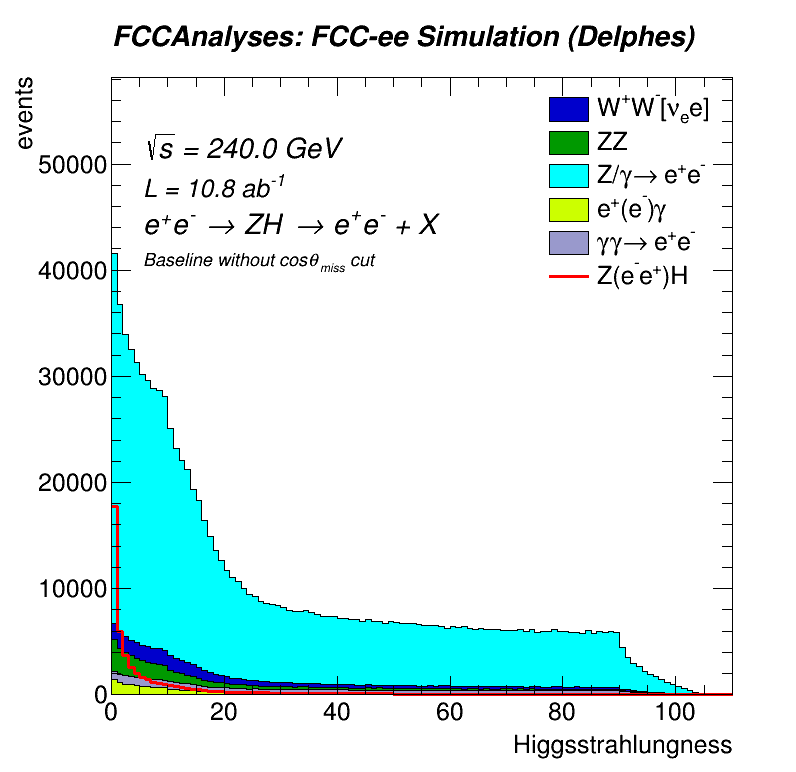 FCCAnalyses: FCC-ee Simulation (Delphes)
events
√s = 240.0 GeV
L = 10.8 ab⁻¹
e⁺e⁻ → ZH → e⁺e⁻ + X
Baseline without cosθ_miss cut
W⁺W⁻[νₑe]
ZZ
Z/γ→ e⁺e⁻
e⁺(e⁻)γ
γγ→ e⁺e⁻
Z(e⁻e⁺)H
50000
40000
30000
20000
10000
0
0 20 40 60 80 100
Higgsstrahlungness